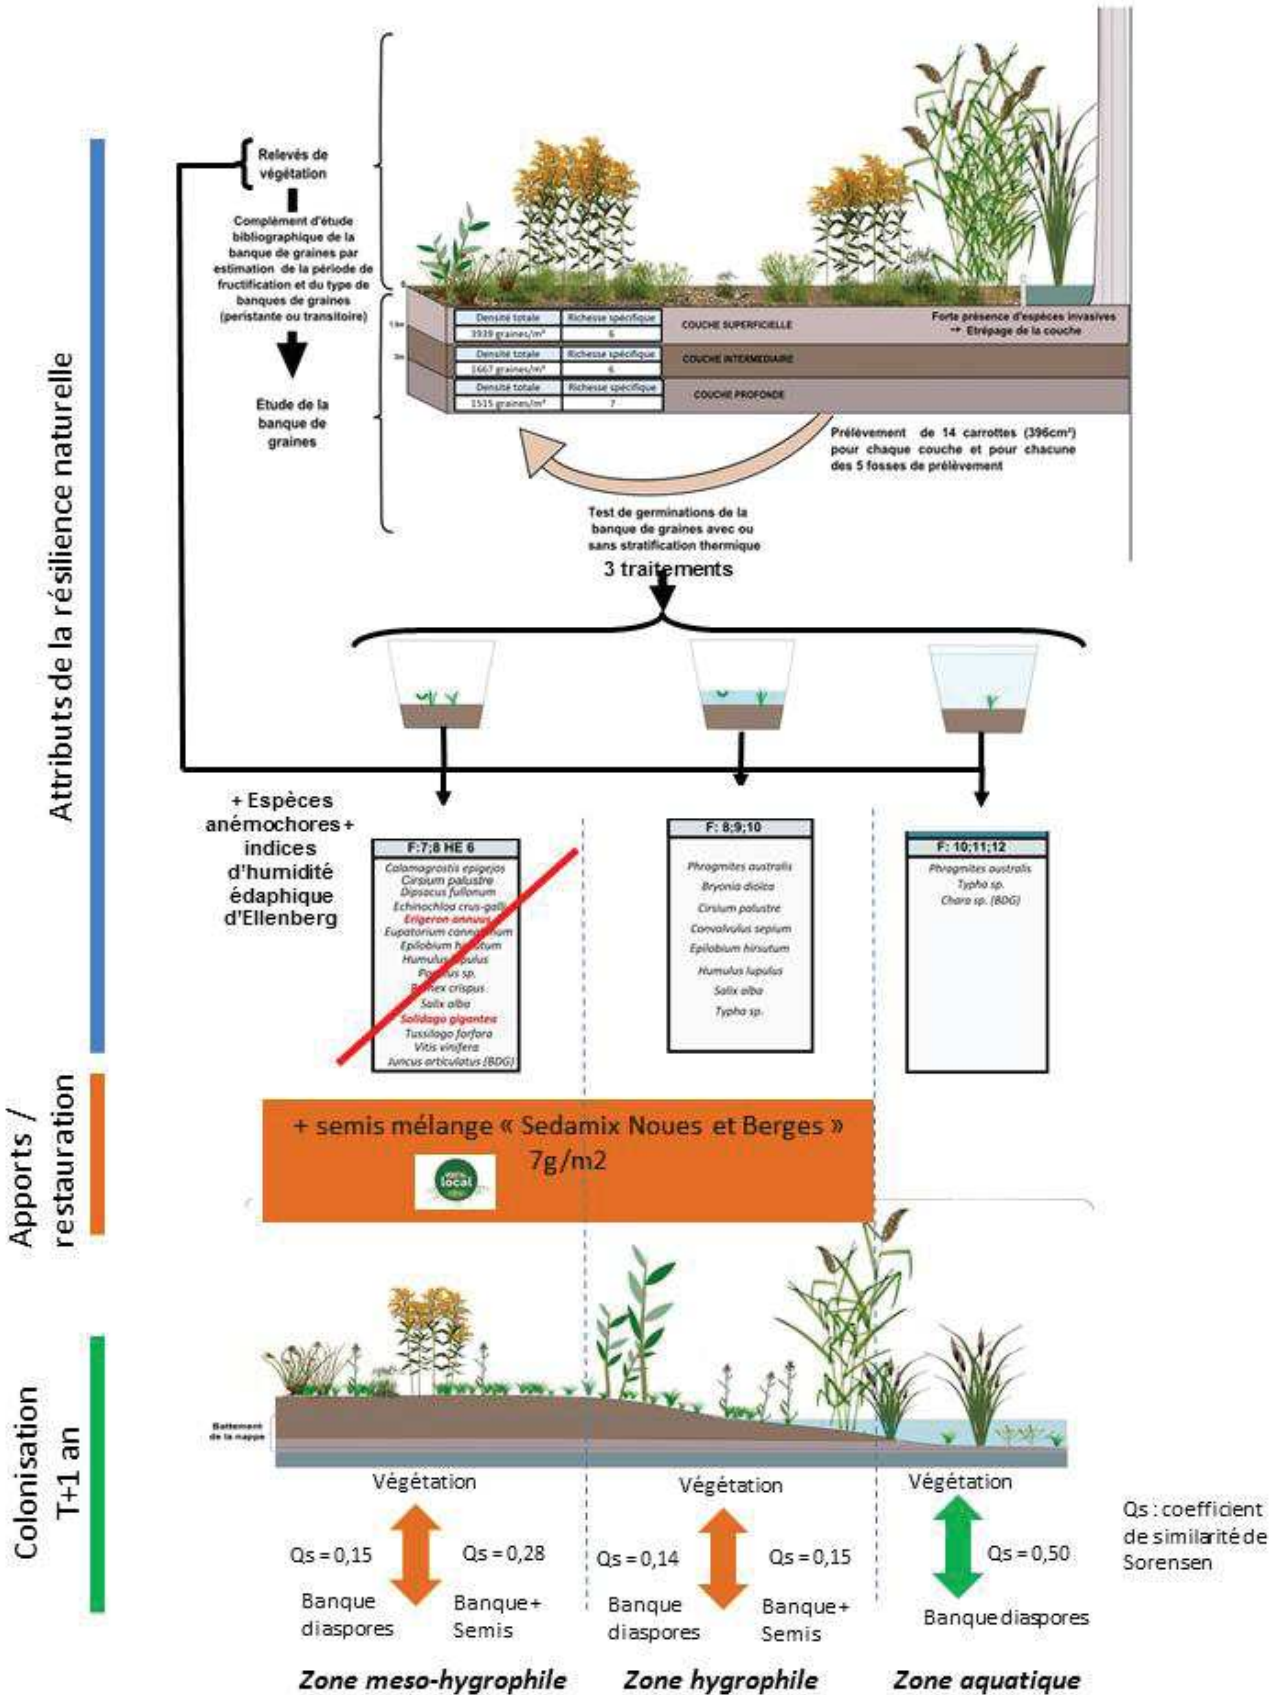 Attributs de la résilience naturelle
Relevés de
végétation
Complèment d'étude
bibliographique de la
banque de graines par
estimation de la période de
fructification et du type de
banques de graines
(peristante ou transitoire)
Etude de la
banque de
graines
0
3m
Densité totale
Richesse spécifique
3939 graines/m²
6
COUCHE SUPERFICIELLE
Forte présence d'espèces invasives
→ Etrépage de la couche
Densité totale
Richesse spécifique
1667 graines/m²
6
COUCHE INTERMEDIAIRE
Densité totale
Richesse spécifique
1515 graines/m²
7
COUCHE PROFONDE
Prélèvement de 14 carrottes (396cm²)
pour chaque couche et pour chacune
des 5 fosses de prélèvement
Test de germinations de la
banque de graines avec ou
sans stratification thermique
3 traitements
+ Espèces
anémochores +
indices
d'humidité
édaphique
d'Ellenberg
F:7;8 HE 6
Calamagrostis epigejos
Cirsium palustre
Dipsacus fullonum
Echinochloa crus-galli
Erigeron annuus
Eupatorium cannabinum
Epilobium hirsutum
Humulus lupulus
Populus sp.
Rumex crispus
Salix alba
Solidago gigantea
Tussilago farfara
Vitis vinifera
Juncus articulatus (BDG)
F: 8;9;10
Phragmites australis
Bryonia dioica
Cirsium palustre
Convolvulus sepium
Epilobium hirsutum
Humulus lupulus
Salix alba
Typha sp.
F: 10;11;12
Phragmites australis
Typha sp.
Chara sp. (BDG)
Apports /
restauration
+ semis mélange « Sedamix Noues et Berges »
7g/m2
local
Colonisation
T+1 an
Battement
de la nappe
Végétation
Qs = 0,15
Qs = 0,28
Banque
diaspores
Banque+
Semis
Zone meso-hygrophile
Végétation
Qs = 0,14
Qs = 0,15
Banque
diaspores
Banque+
Semis
Zone hygrophile
Végétation
Qs = 0,50
Banque diaspores
Zone aquatique
Qs : coefficient
de similarité de
Sorensen